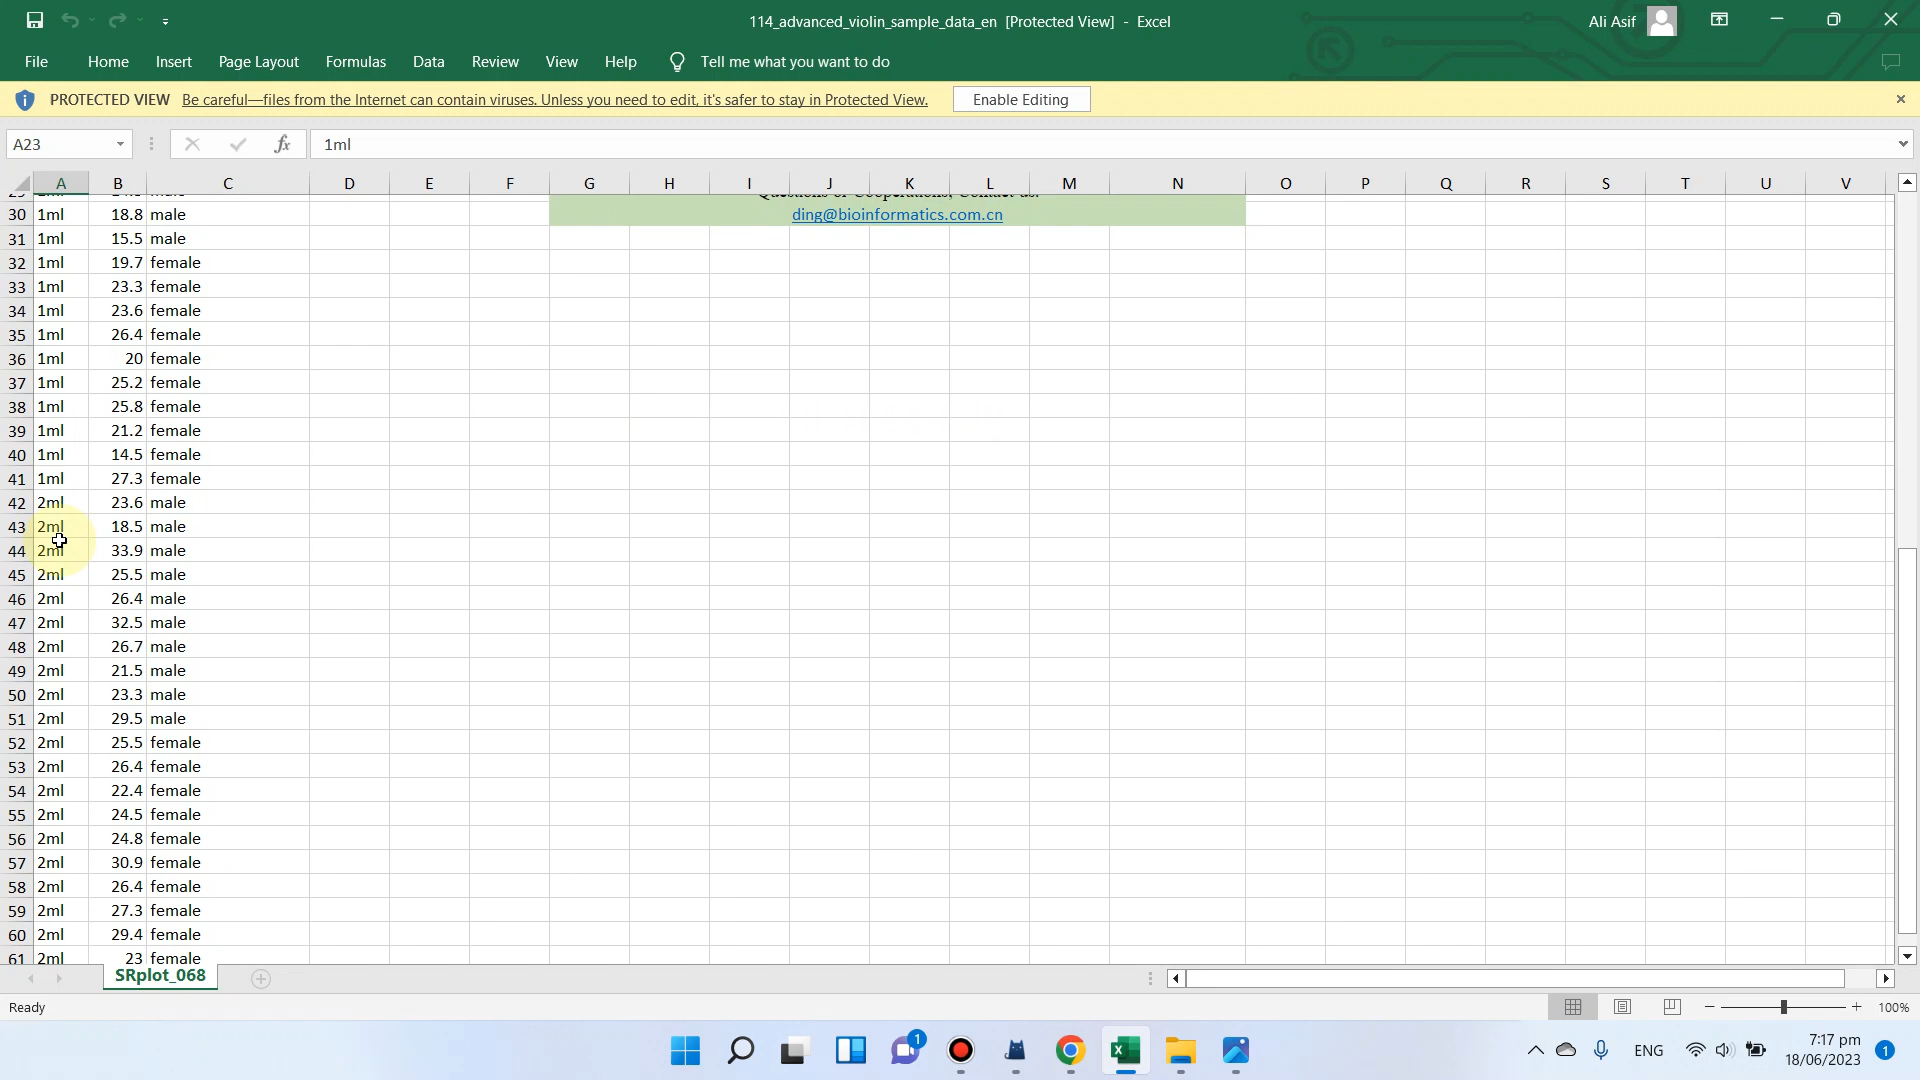 114_advanced_violin_sample_data_en [Protected View] - Excel
Ali Asif
File Home Insert Page Layout Formulas Data Review View Help Tell me what you want to do
PROTECTED VIEW Be careful—files from the Internet can contain viruses. Unless you need to edit, it's safer to stay in Protected View. Enable Editing
A23 fx 1ml
A B C D E F G H I J K L M N O P Q R S T U V
Questions or Cooperations, Contact us:
30 1ml 18.8 male ding@bioinformatics.com.cn
31 1ml 15.5 male
32 1ml 19.7 female
33 1ml 23.3 female
34 1ml 23.6 female
35 1ml 26.4 female
36 1ml 20 female
37 1ml 25.2 female
38 1ml 25.8 female
39 1ml 21.2 female
40 1ml 14.5 female
41 1ml 27.3 female
42 2ml 23.6 male
43 2ml 18.5 male
44 2ml 33.9 male
45 2ml 25.5 male
46 2ml 26.4 male
47 2ml 32.5 male
48 2ml 26.7 male
49 2ml 21.5 male
50 2ml 23.3 male
51 2ml 29.5 male
52 2ml 25.5 female
53 2ml 26.4 female
54 2ml 22.4 female
55 2ml 24.5 female
56 2ml 24.8 female
57 2ml 30.9 female
58 2ml 26.4 female
59 2ml 27.3 female
60 2ml 29.4 female
61 2ml 23 female
SRplot_068
Ready 100%
1 ENG 7:17 pm 1
18/06/2023